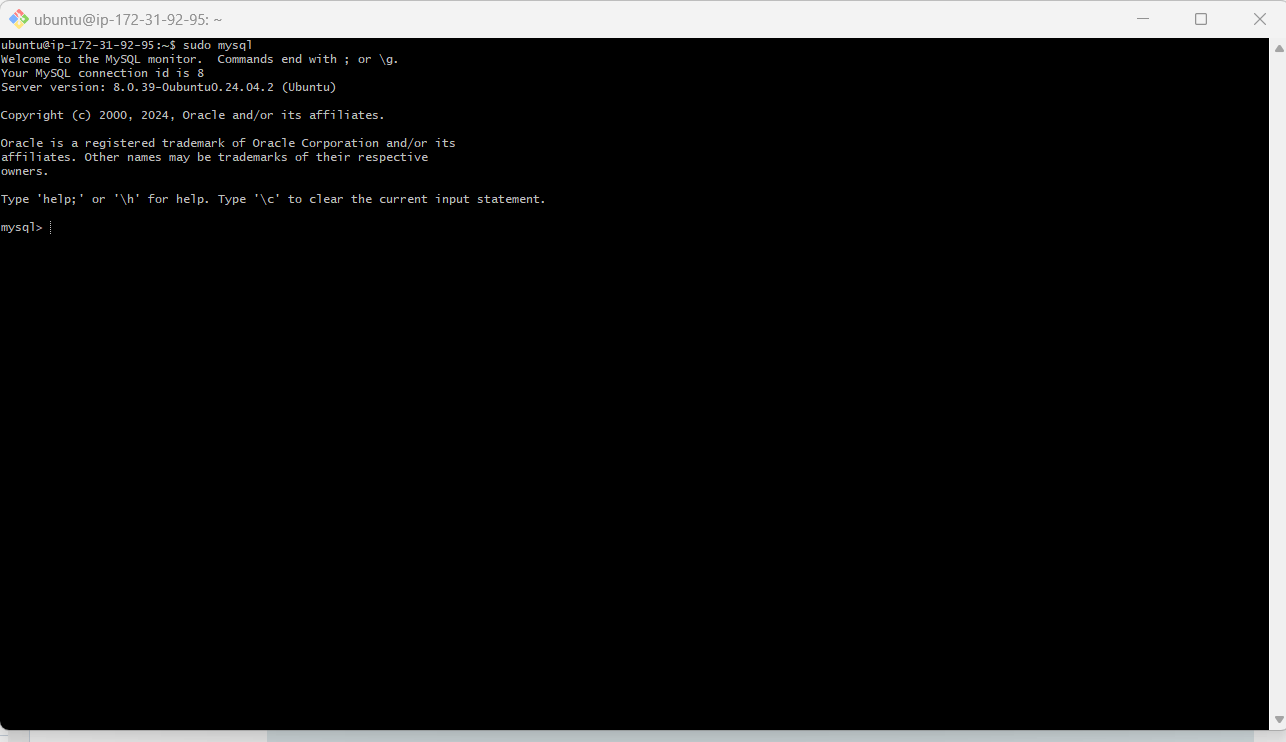 ubuntu@ip-172-31-92-95: ~
ubuntu@ip-172-31-92-95:~$ sudo mysql
Welcome to the MySQL monitor.  Commands end with ; or \g.
Your MySQL connection id is 8
Server version: 8.0.39-0ubuntu0.24.04.2 (Ubuntu)
Copyright (c) 2000, 2024, Oracle and/or its affiliates.
Oracle is a registered trademark of Oracle Corporation and/or its
affiliates. Other names may be trademarks of their respective
owners.
Type 'help;' or '\h' for help. Type '\c' to clear the current input statement.
mysql>